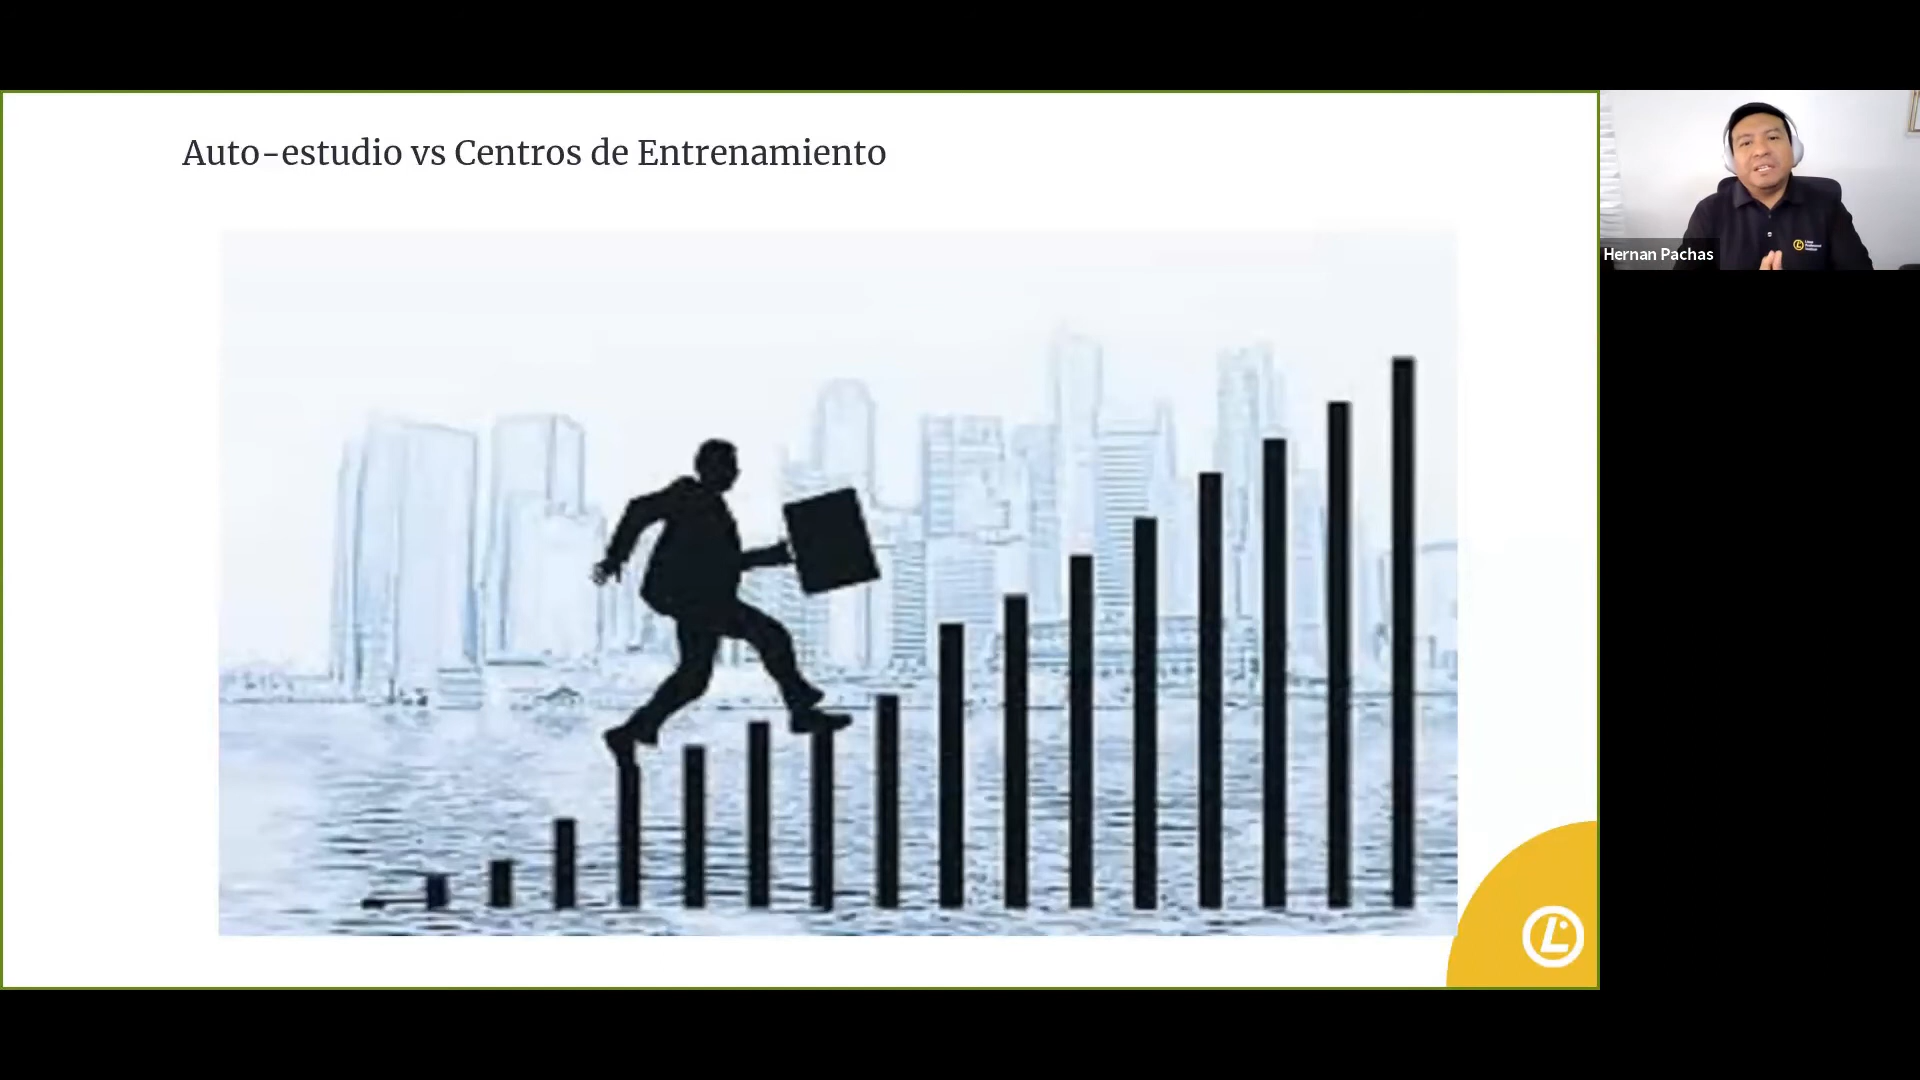 Auto-estudio vs Centros de Entrenamiento
Hernan Pachas